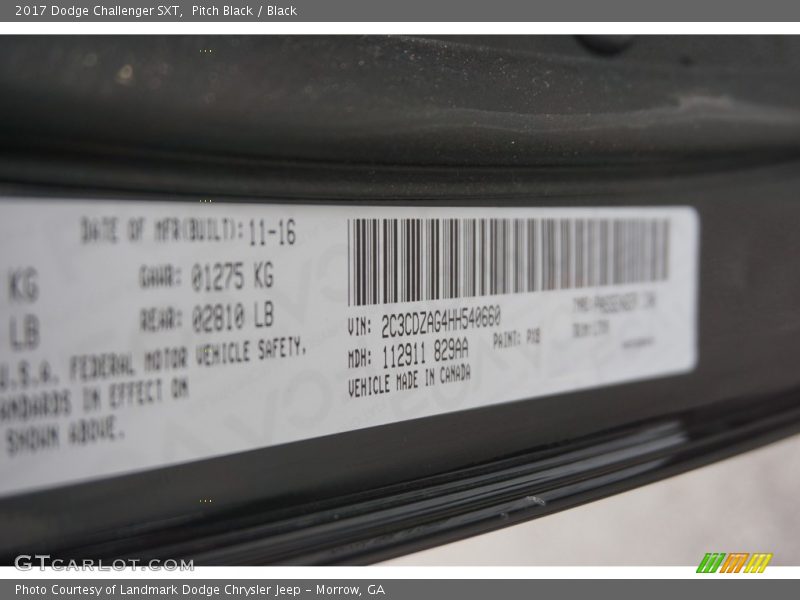 2017 Dodge Challenger SXT, Pitch Black / Black
DATE OF MFR(BUILT): 11-16
KG GAWR: 01275 KG
LB REAR: 02810 LB
U.S.A. FEDERAL MOTOR VEHICLE SAFETY,
ANDARDS IN EFFECT ON
SHOWN ABOVE.
VIN: 2C3CDZAG4HH540660
MDH: 112911 829AA
PAINT: PX8
VEHICLE MADE IN CANADA
GTCARLOT.COM
Photo Courtesy of Landmark Dodge Chrysler Jeep – Morrow, GA